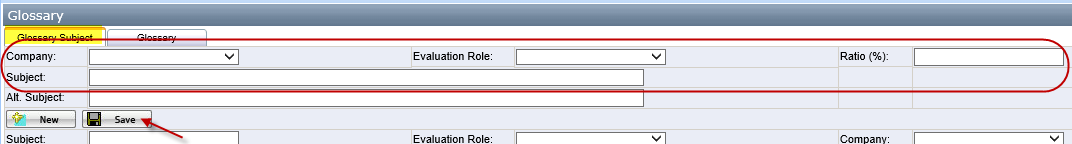 Glossary
Glossary Subject Glossary
Company: Evaluation Role: Ratio (%):
Subject:
Alt. Subject:
New Save
Subject: Evaluation Role: Company: